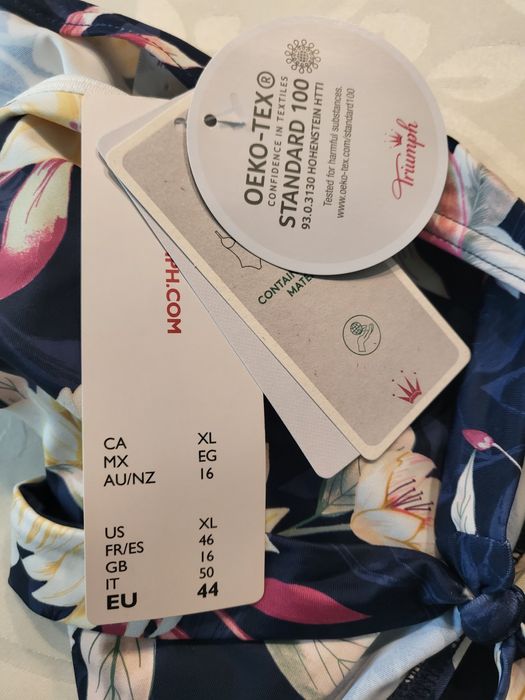 OEKO-TEX®
CONFIDENCE IN TEXTILES
STANDARD 100
93.0.3130 HOHENSTEIN HTTI
Tested for harmful substances.
www.oeko-tex.com/standard100
Triumph
MPH.COM
CA XL
MX EG
AU/NZ 16
US XL
FR/ES 46
GB 16
IT 50
EU 44